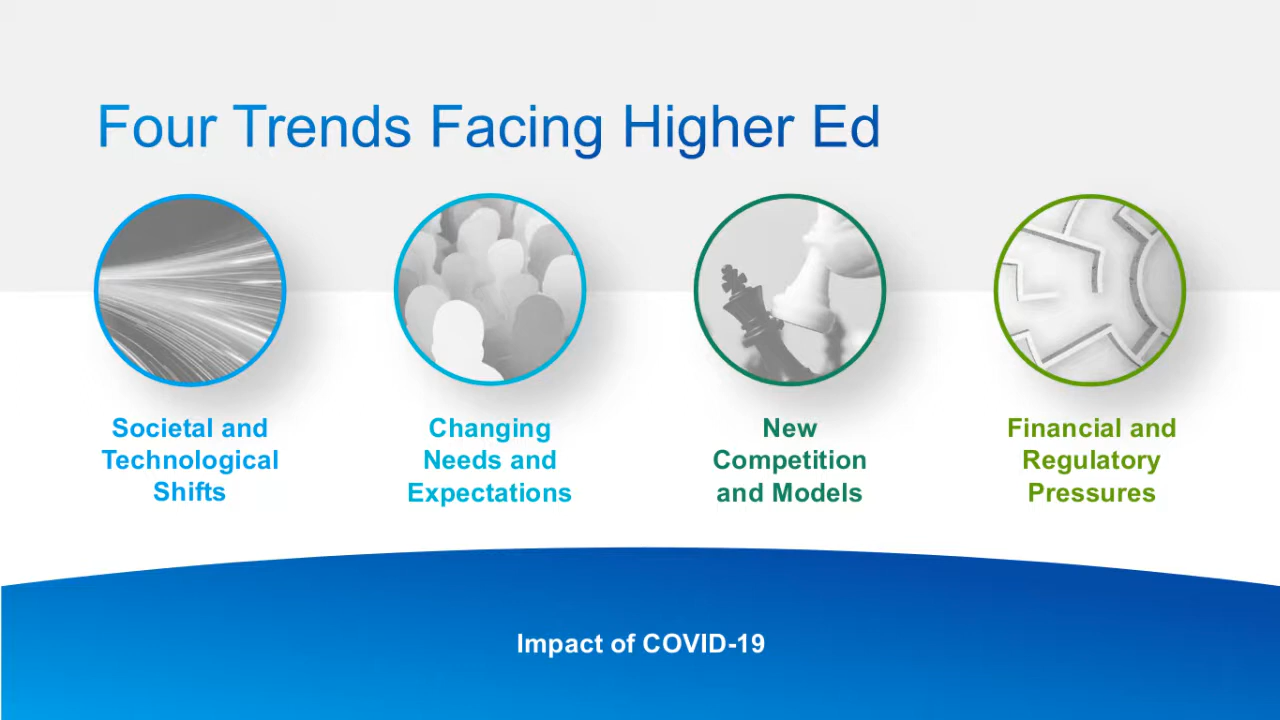 Four Trends Facing Higher Ed
Societal and
Technological
Shifts
Changing
Needs and
Expectations
New
Competition
and Models
Financial and
Regulatory
Pressures
Impact of COVID-19